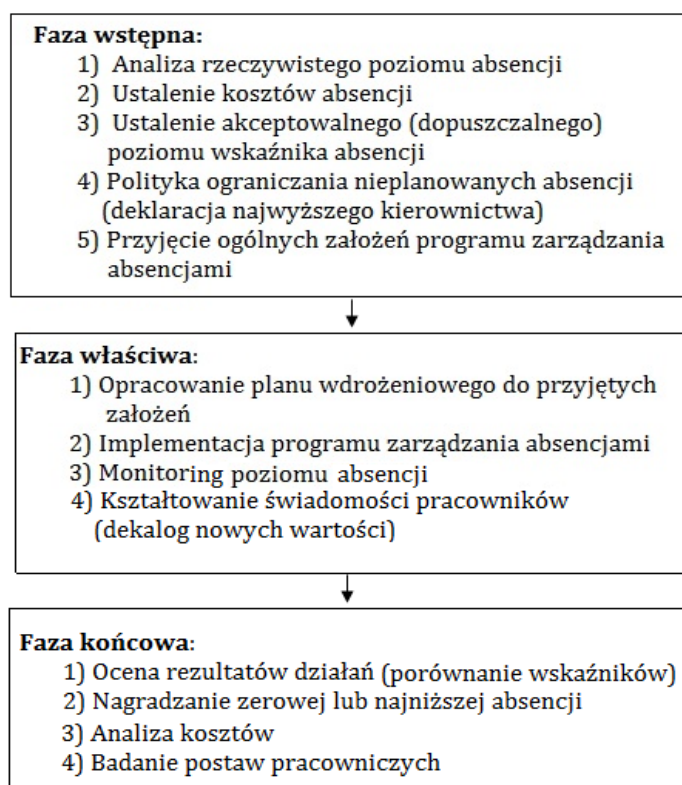 Faza wstępna:
1) Analiza rzeczywistego poziomu absencji
2) Ustalenie kosztów absencji
3) Ustalenie akceptowalnego (dopuszczalnego)
poziomu wskaźnika absencji
4) Polityka ograniczania nieplanowanych absencji
(deklaracja najwyższego kierownictwa)
5) Przyjęcie ogólnych założeń programu zarządzania
absencjami
Faza właściwa:
1) Opracowanie planu wdrożeniowego do przyjętych
założeń
2) Implementacja programu zarządzania absencjami
3) Monitoring poziomu absencji
4) Kształtowanie świadomości pracowników
(dekalog nowych wartości)
Faza końcowa:
1) Ocena rezultatów działań (porównanie wskaźników)
2) Nagradzanie zerowej lub najniższej absencji
3) Analiza kosztów
4) Badanie postaw pracowniczych